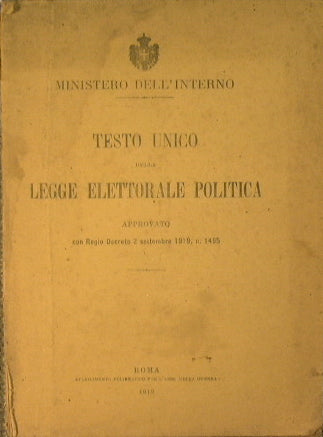 MINISTERO DELL'INTERNO
TESTO UNICO
DELLA
LEGGE ELETTORALE POLITICA
APPROVATO
con Regio Decreto 2 settembre 1919, n. 1495
ROMA
1919